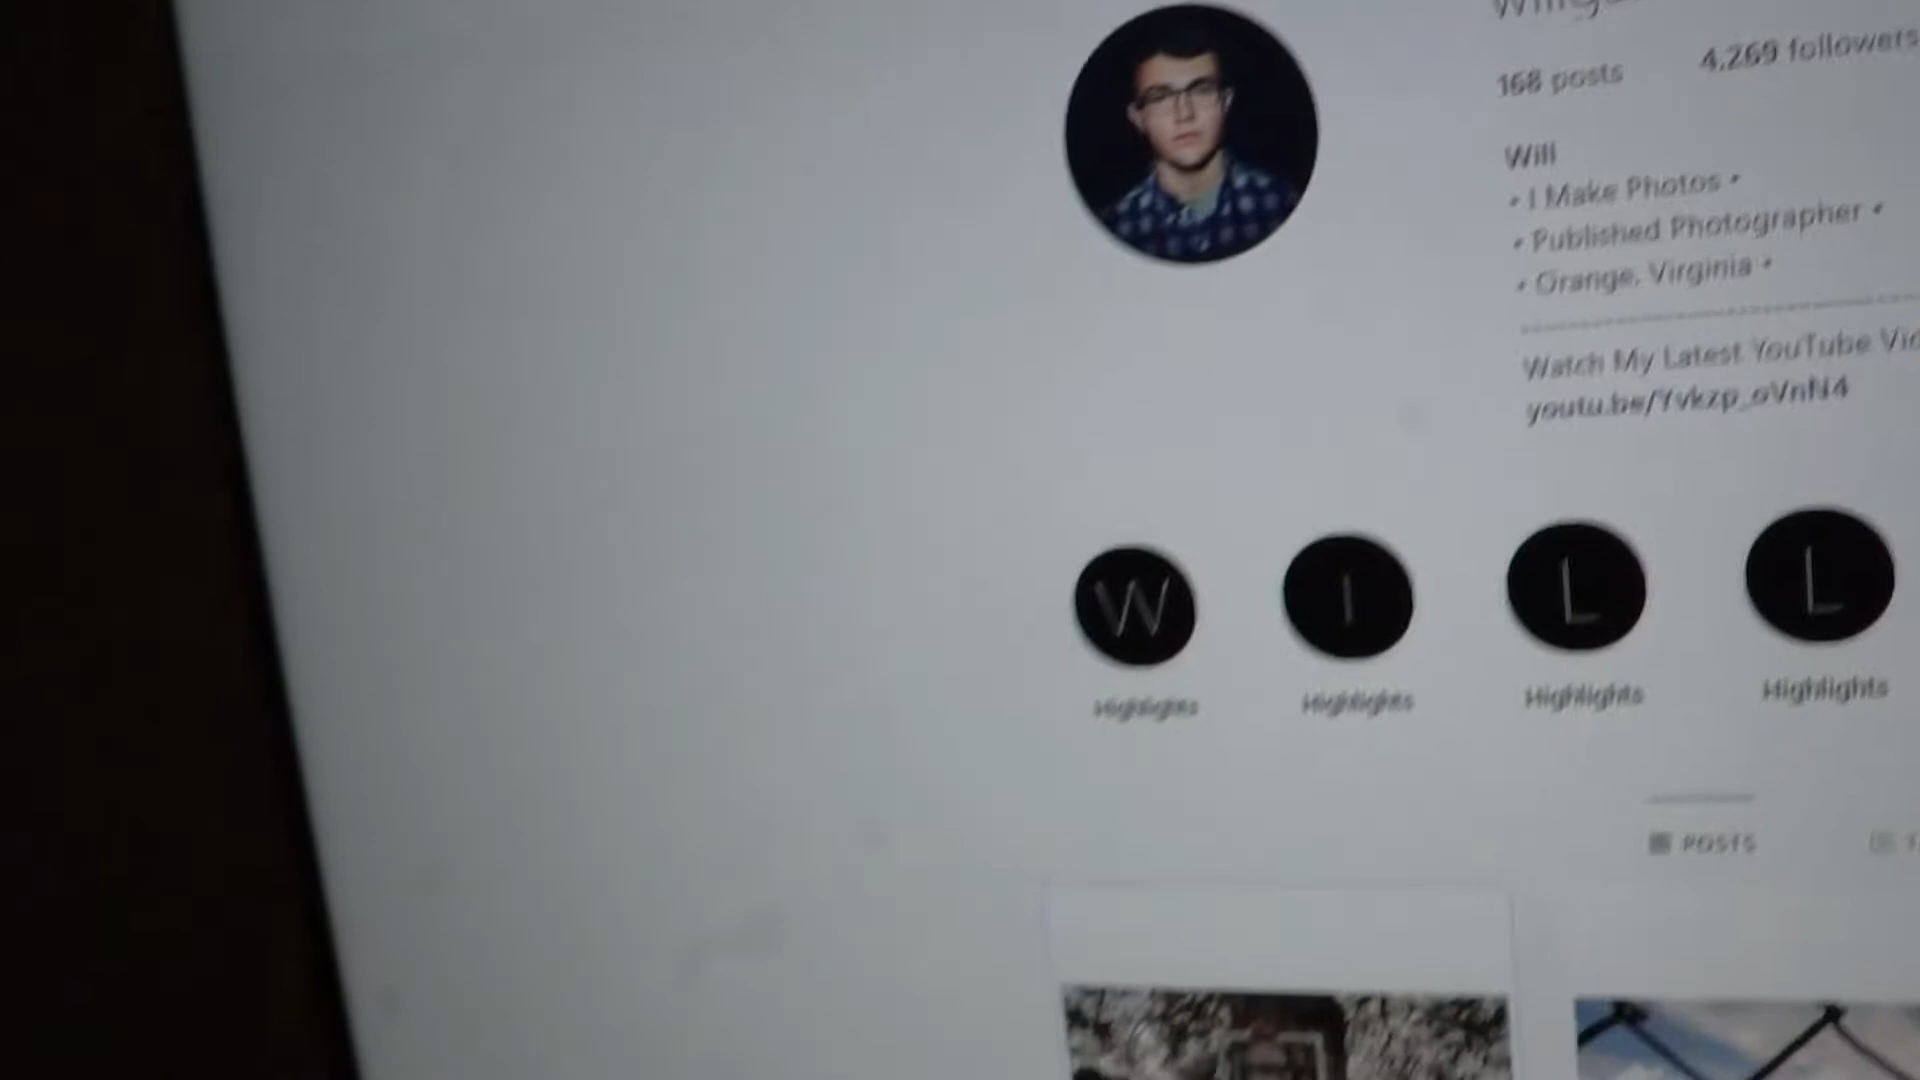 168 posts 4,269 followers
Will
• I Make Photos •
• Published Photographer •
• Orange, Virginia •
Watch My Latest YouTube
youtu.be/Yvkzp_oVnN4
W I L L
Highlights Highlights Highlights Highlights
POSTS